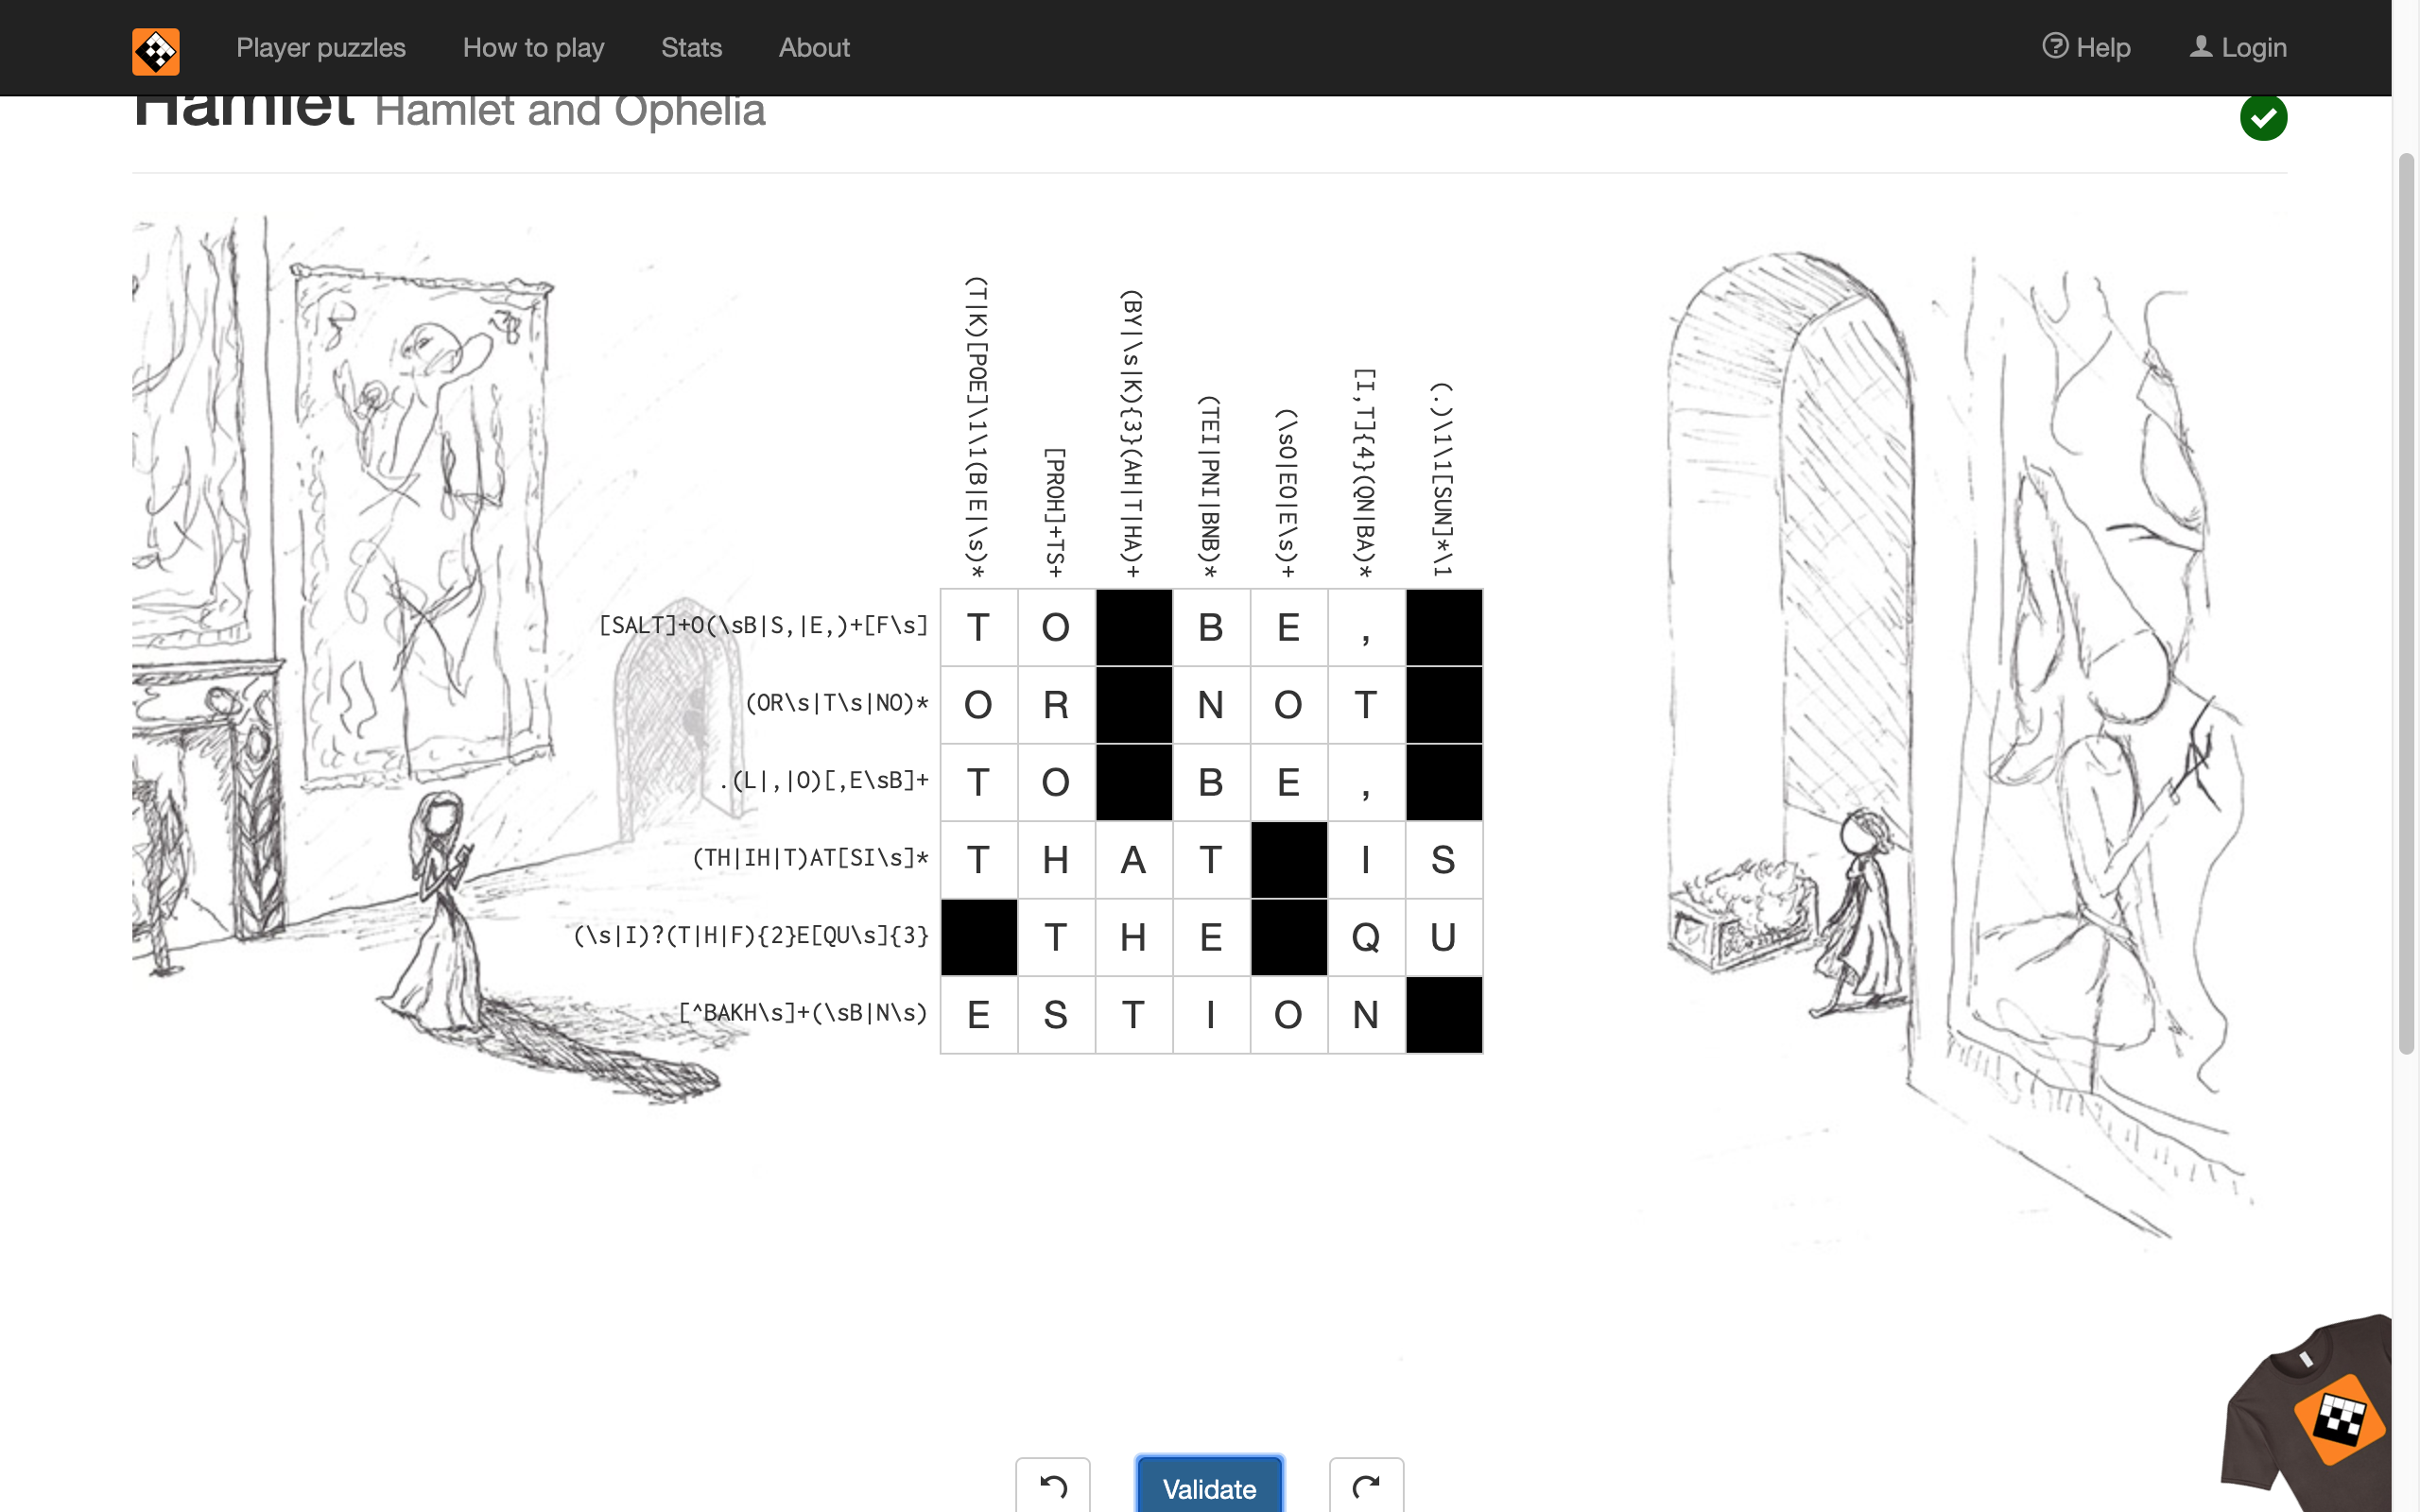 Player puzzles How to play Stats About Help Login
Hamlet Hamlet and Ophelia
(T|K)[POE]\1\1(B|E|\s)*
[PROH]+TS+
(BY|\s|K){3}(AH|T|HA)+
(TEI|PNI|BNB)*
(\sO|EO|E\s)+
[I,T]{4}(QN|BA)*
(.)\1\1[SUN]*\1
[SALT]+O(\sB|S,|E,)+[F\s] T O B E ,
(OR\s|T\s|NO)* O R N O T
.(L|,|O)[,E\sB]+ T O B E ,
(TH|IH|T)AT[SI\s]* T H A T I S
(\s|I)?(T|H|F){2}E[QU\s]{3} T H E Q U
[^BAKH\s]+(\sB|N\s) E S T I O N
Validate